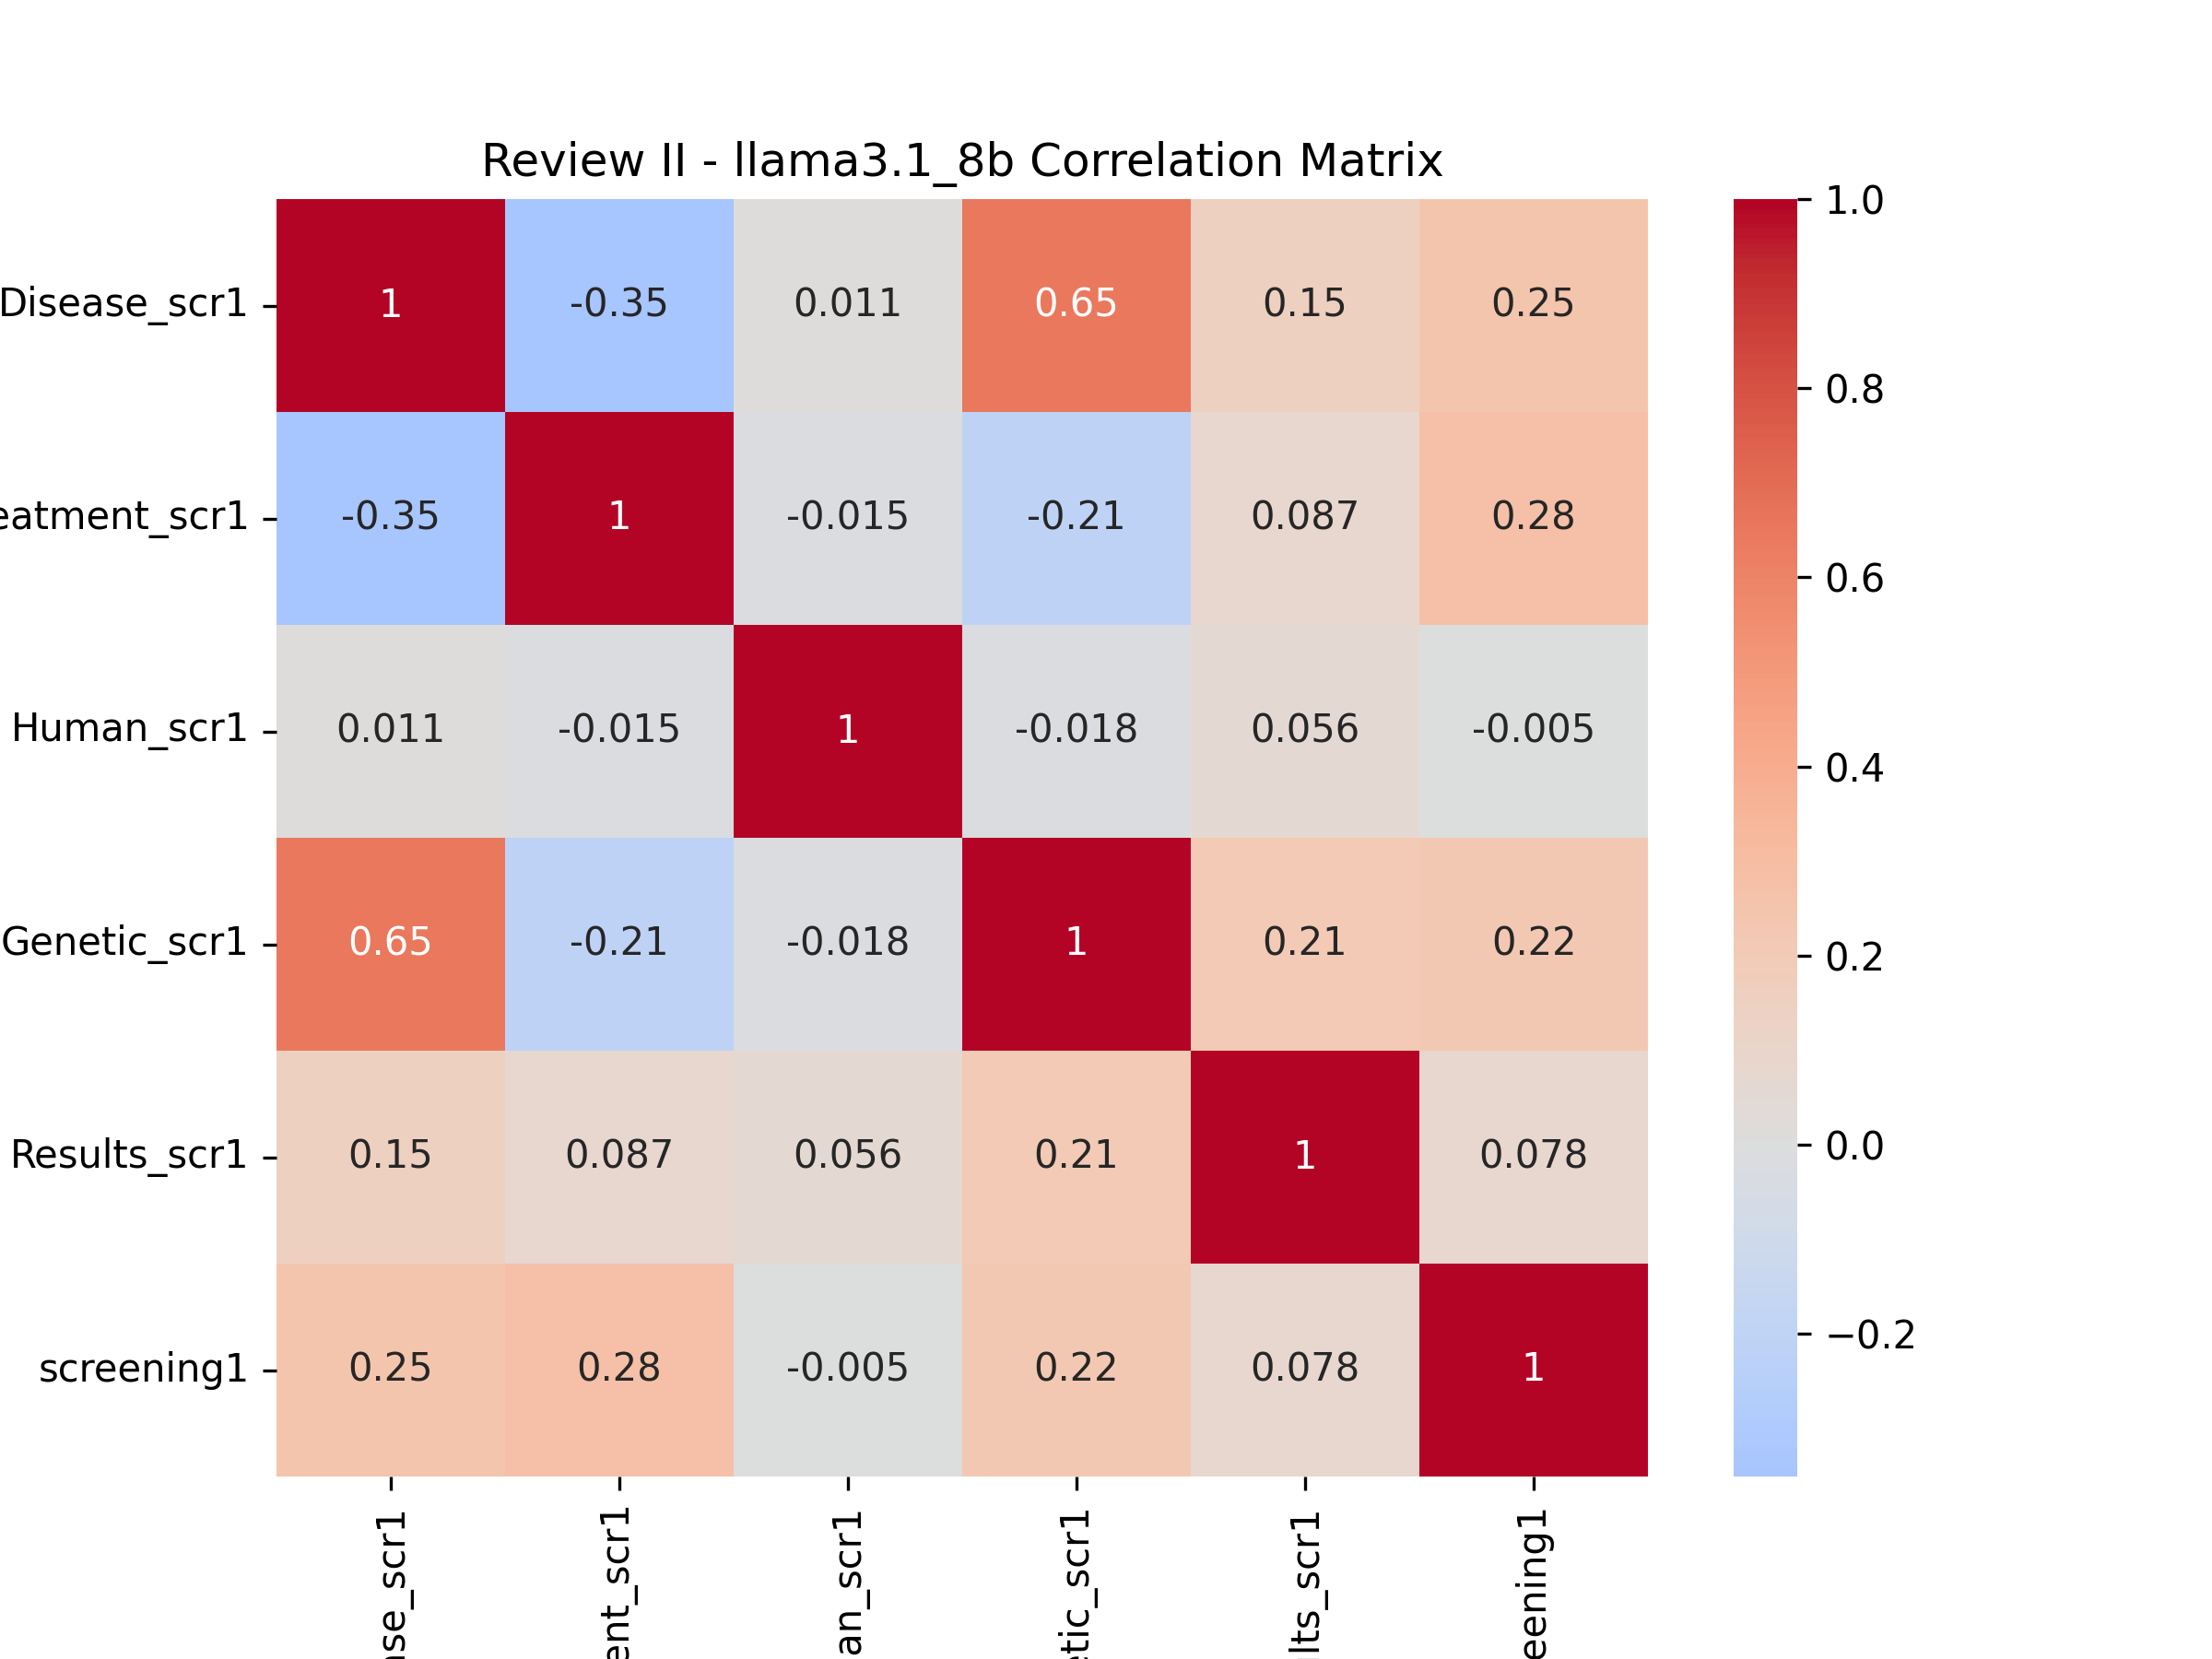 Review II - llama3.1_8b Correlation Matrix
Disease_scr1 1 -0.35 0.011 0.65 0.15 0.25
eatment_scr1 -0.35 1 -0.015 -0.21 0.087 0.28
Human_scr1 0.011 -0.015 1 -0.018 0.056 -0.005
Genetic_scr1 0.65 -0.21 -0.018 1 0.21 0.22
Results_scr1 0.15 0.087 0.056 0.21 1 0.078
screening1 0.25 0.28 -0.005 0.22 0.078 1
ase_scr1 ent_scr1 an_scr1 etic_scr1 lts_scr1 eening1
1.0
0.8
0.6
0.4
0.2
0.0
−0.2